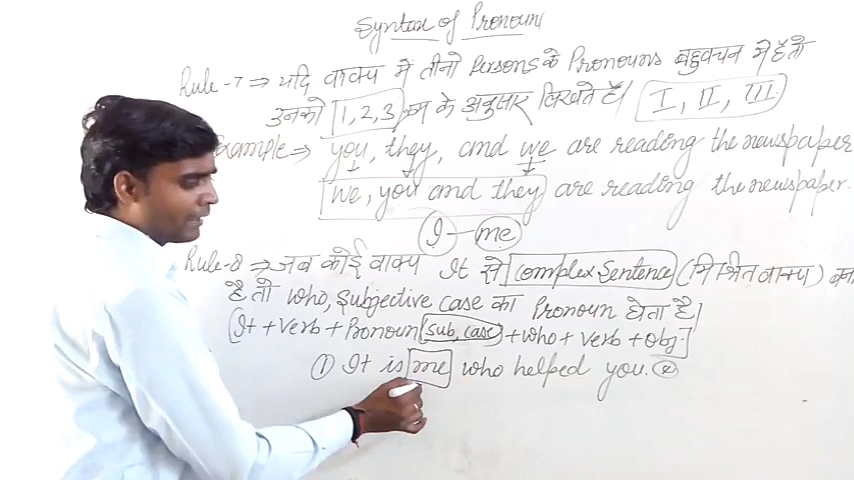 Syntax of Pronoun
Rule-7 ⇒ यदि वाक्य में तीनो Persons के Pronouns बहुवचन में हैं तो
उनको 1,2,3 क्रम के अनुसार लिखते हैं। I, II, III
Example ⇒ you, they, and we are reading the newspaper
we, you and they are reading the newspaper.
I — me
Rule-8 ⇒ जब कोई वाक्य It से complex Sentence (मिश्रित वाक्य)
है तो who, Subjective case का Pronoun होता है।
[It + Verb + Pronoun [sub, case] + who + Verb + obj.]
① It is me who helped you.